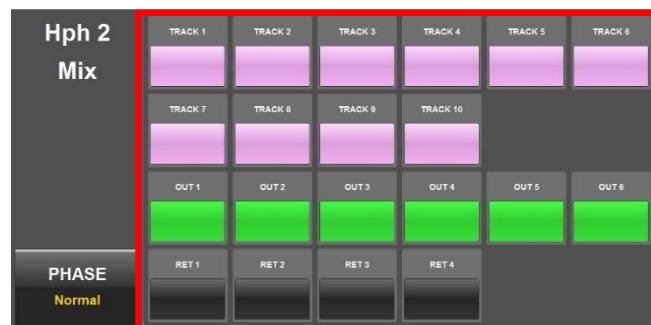 Hph 2
Mix
TRACK 1 TRACK 2 TRACK 3 TRACK 4 TRACK 5 TRACK 6
TRACK 7 TRACK 8 TRACK 9 TRACK 10
OUT 1 OUT 2 OUT 3 OUT 4 OUT 5 OUT 6
RET 1 RET 2 RET 3 RET 4
PHASE
Normal